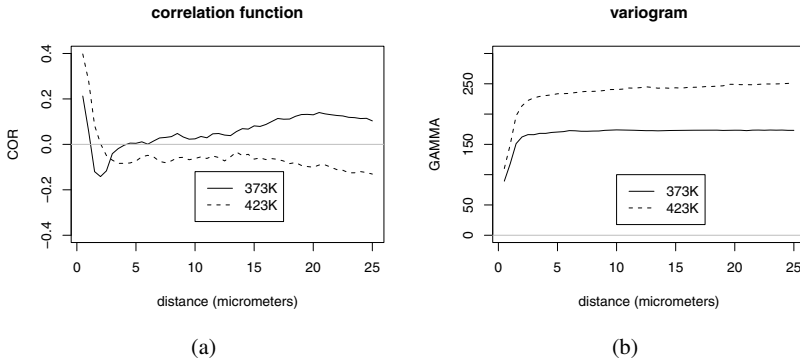 correlation function
COR
0.4
0.2
0.0
−0.2
−0.4
373K
423K
0 5 10 15 20 25
distance (micrometers)
(a)
variogram
GAMMA
250
150
50
0
373K
423K
0 5 10 15 20 25
distance (micrometers)
(b)